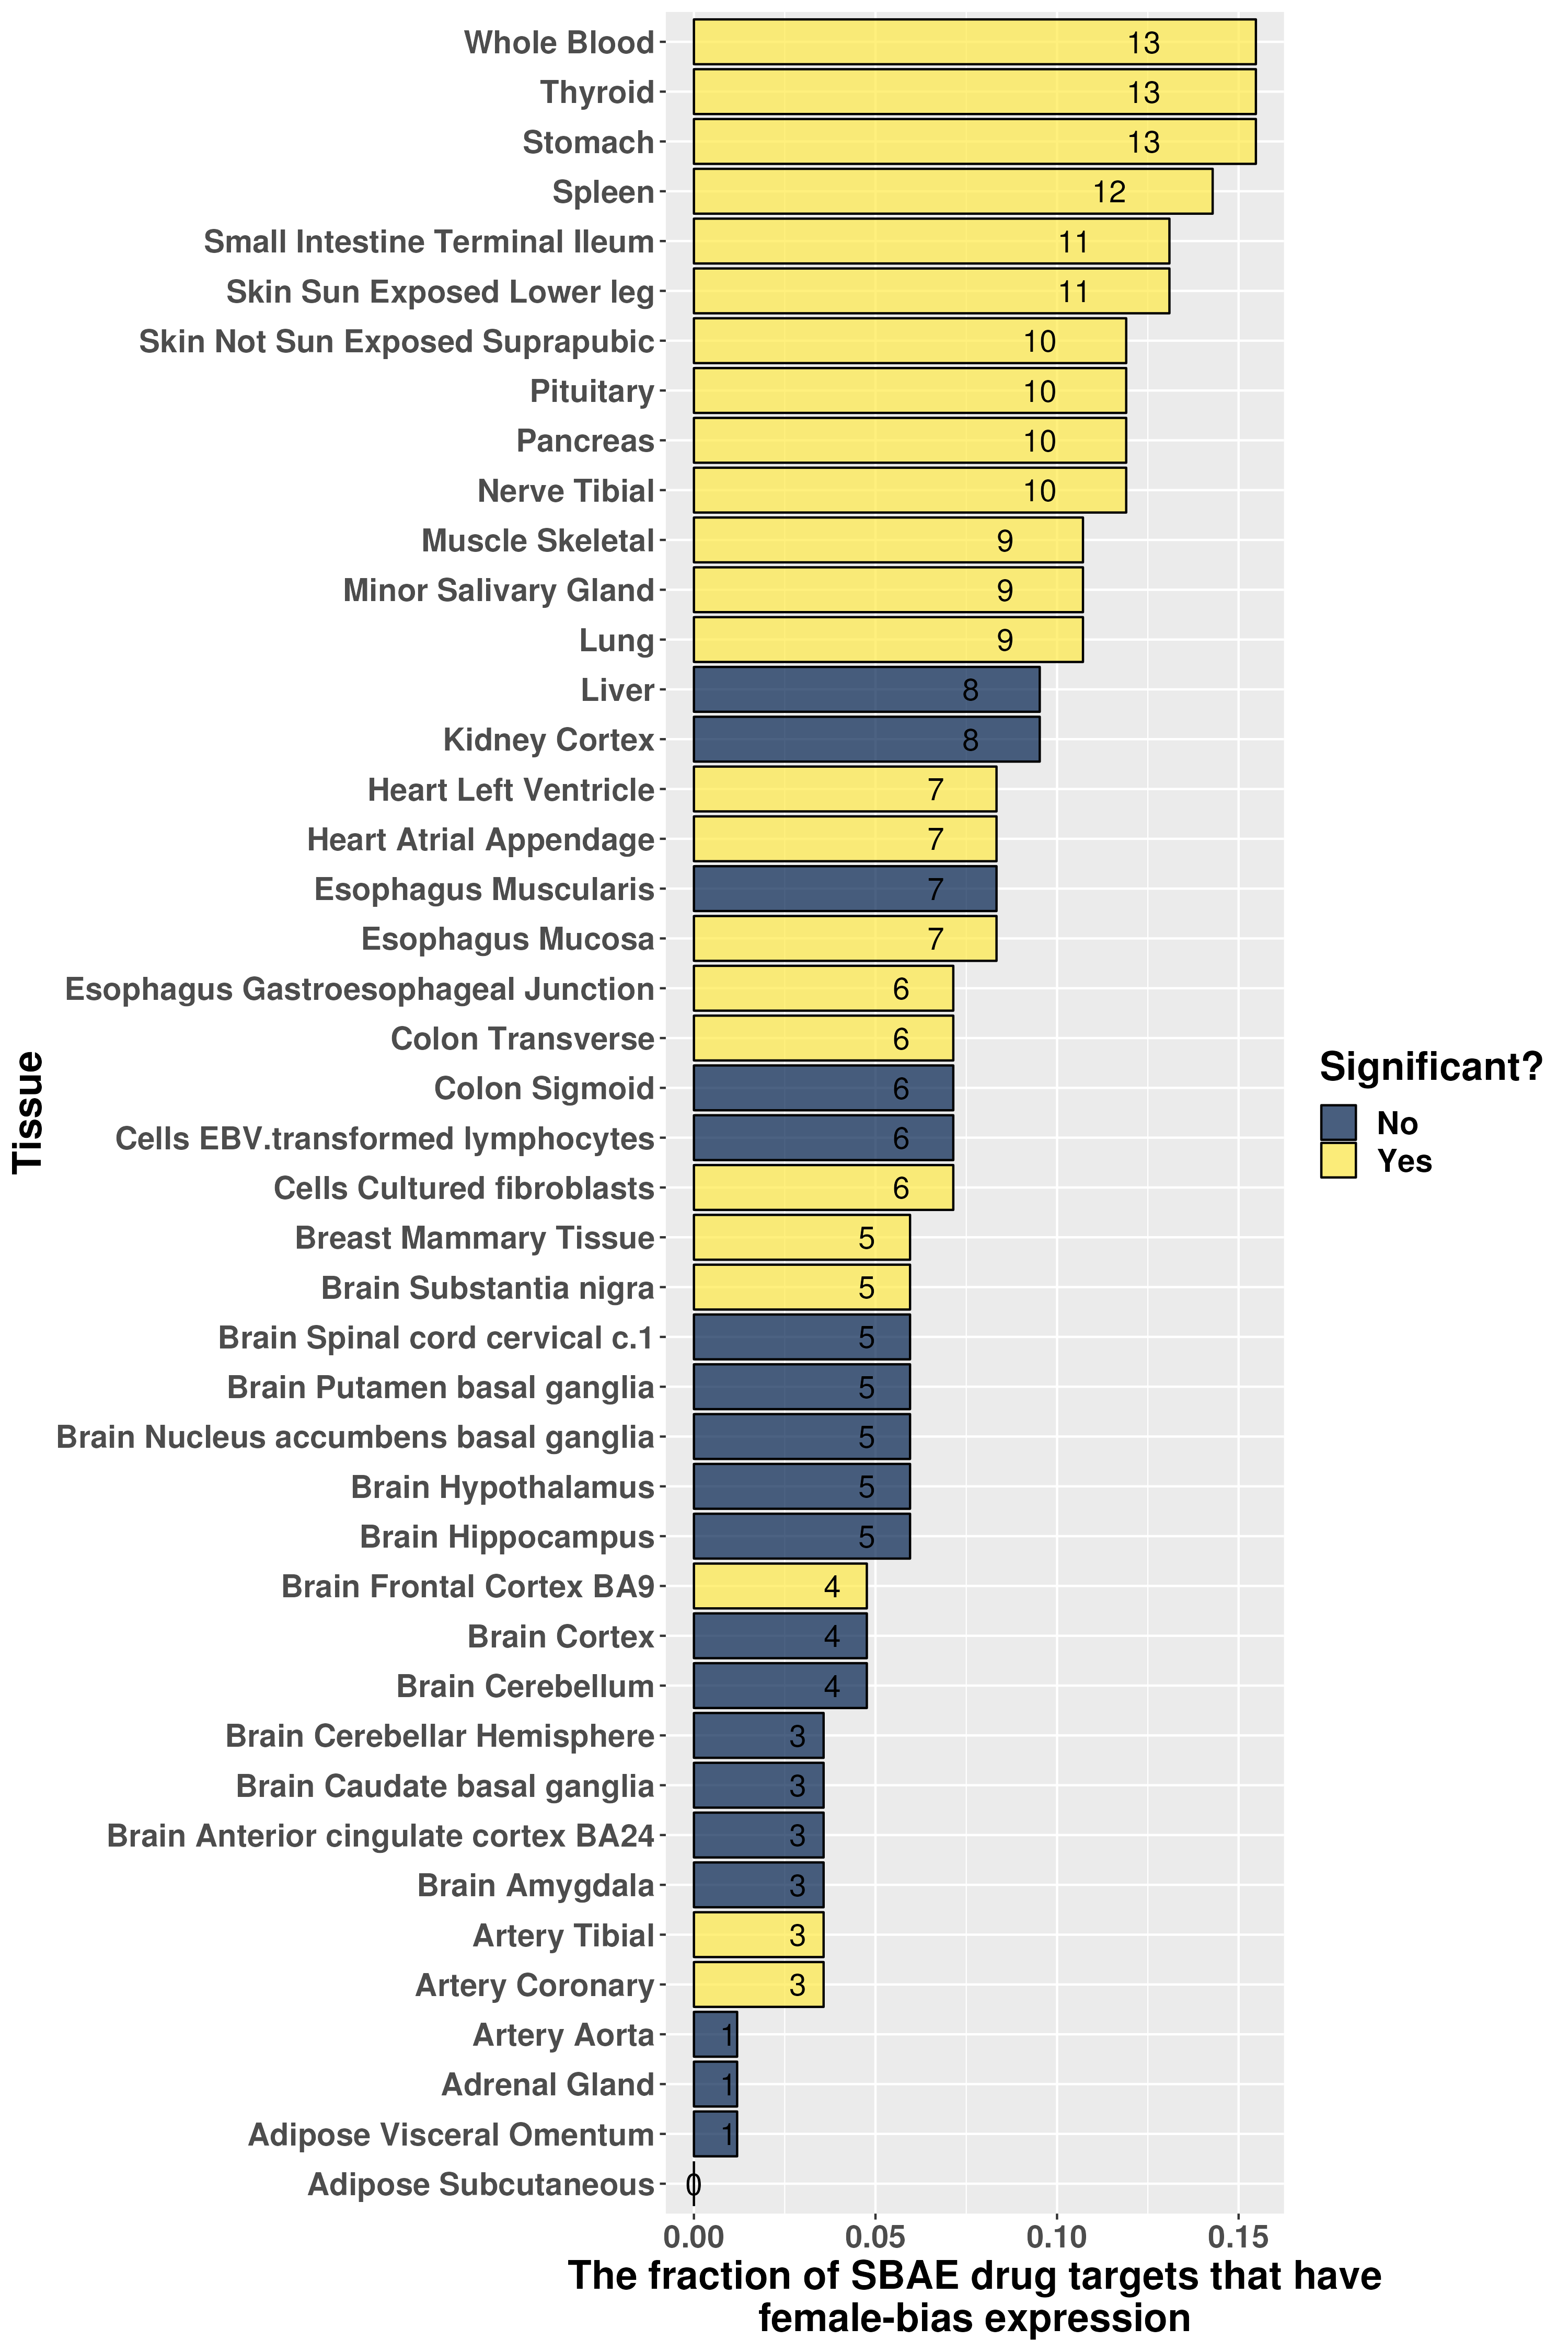 Whole Blood 13
Thyroid 13
Stomach 13
Spleen 12
Small Intestine Terminal Ileum 11
Skin Sun Exposed Lower leg 11
Skin Not Sun Exposed Suprapubic 10
Pituitary 10
Pancreas 10
Nerve Tibial 10
Muscle Skeletal 9
Minor Salivary Gland 9
Lung 9
Liver 8
Kidney Cortex 8
Heart Left Ventricle 7
Heart Atrial Appendage 7
Esophagus Muscularis 7
Esophagus Mucosa 7
Esophagus Gastroesophageal Junction 6
Colon Transverse 6
Colon Sigmoid 6
Cells EBV.transformed lymphocytes 6
Cells Cultured fibroblasts 6
Breast Mammary Tissue 5
Brain Substantia nigra 5
Brain Spinal cord cervical c.1 5
Brain Putamen basal ganglia 5
Brain Nucleus accumbens basal ganglia 5
Brain Hypothalamus 5
Brain Hippocampus 5
Brain Frontal Cortex BA9 4
Brain Cortex 4
Brain Cerebellum 4
Brain Cerebellar Hemisphere 3
Brain Caudate basal ganglia 3
Brain Anterior cingulate cortex BA24 3
Brain Amygdala 3
Artery Tibial 3
Artery Coronary 3
Artery Aorta 1
Adrenal Gland 1
Adipose Visceral Omentum 1
Adipose Subcutaneous 0
0.00 0.05 0.10 0.15
The fraction of SBAE drug targets that have
female-bias expression
Tissue
Significant?
No
Yes